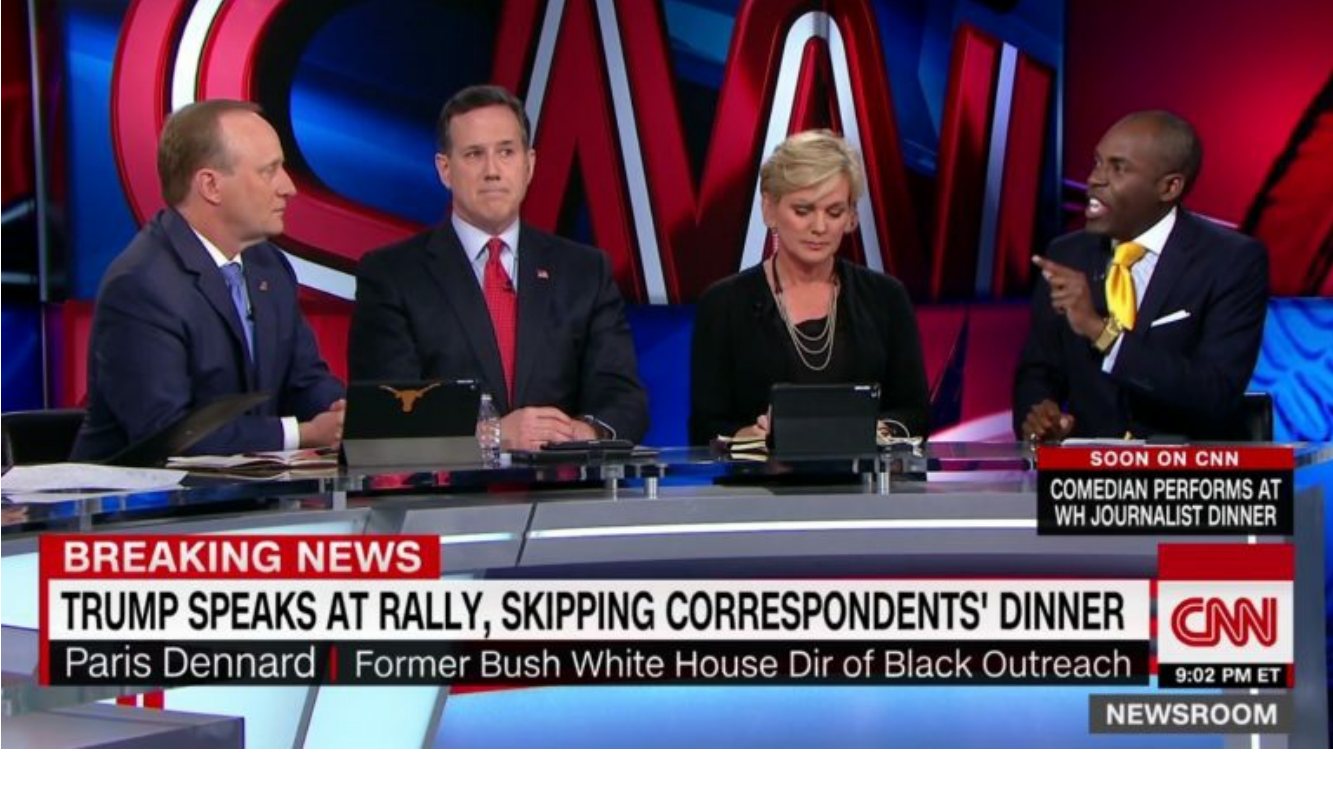 CNN
SOON ON CNN
COMEDIAN PERFORMS AT
WH JOURNALIST DINNER
BREAKING NEWS
TRUMP SPEAKS AT RALLY, SKIPPING CORRESPONDENTS' DINNER
Paris Dennard | Former Bush White House Dir of Black Outreach
CNN
9:02 PM ET
NEWSROOM